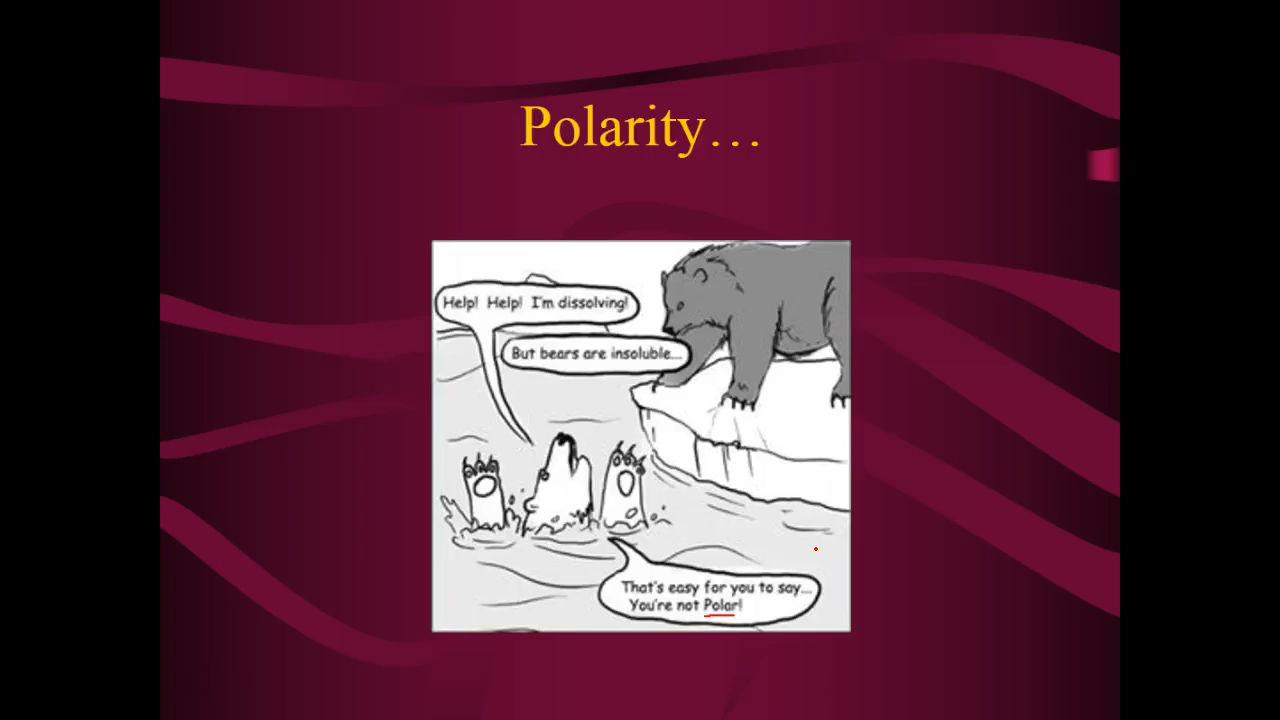 Polarity...
Help! Help! I'm dissolving!
But bears are insoluble...
That's easy for you to say...
You're not Polar!